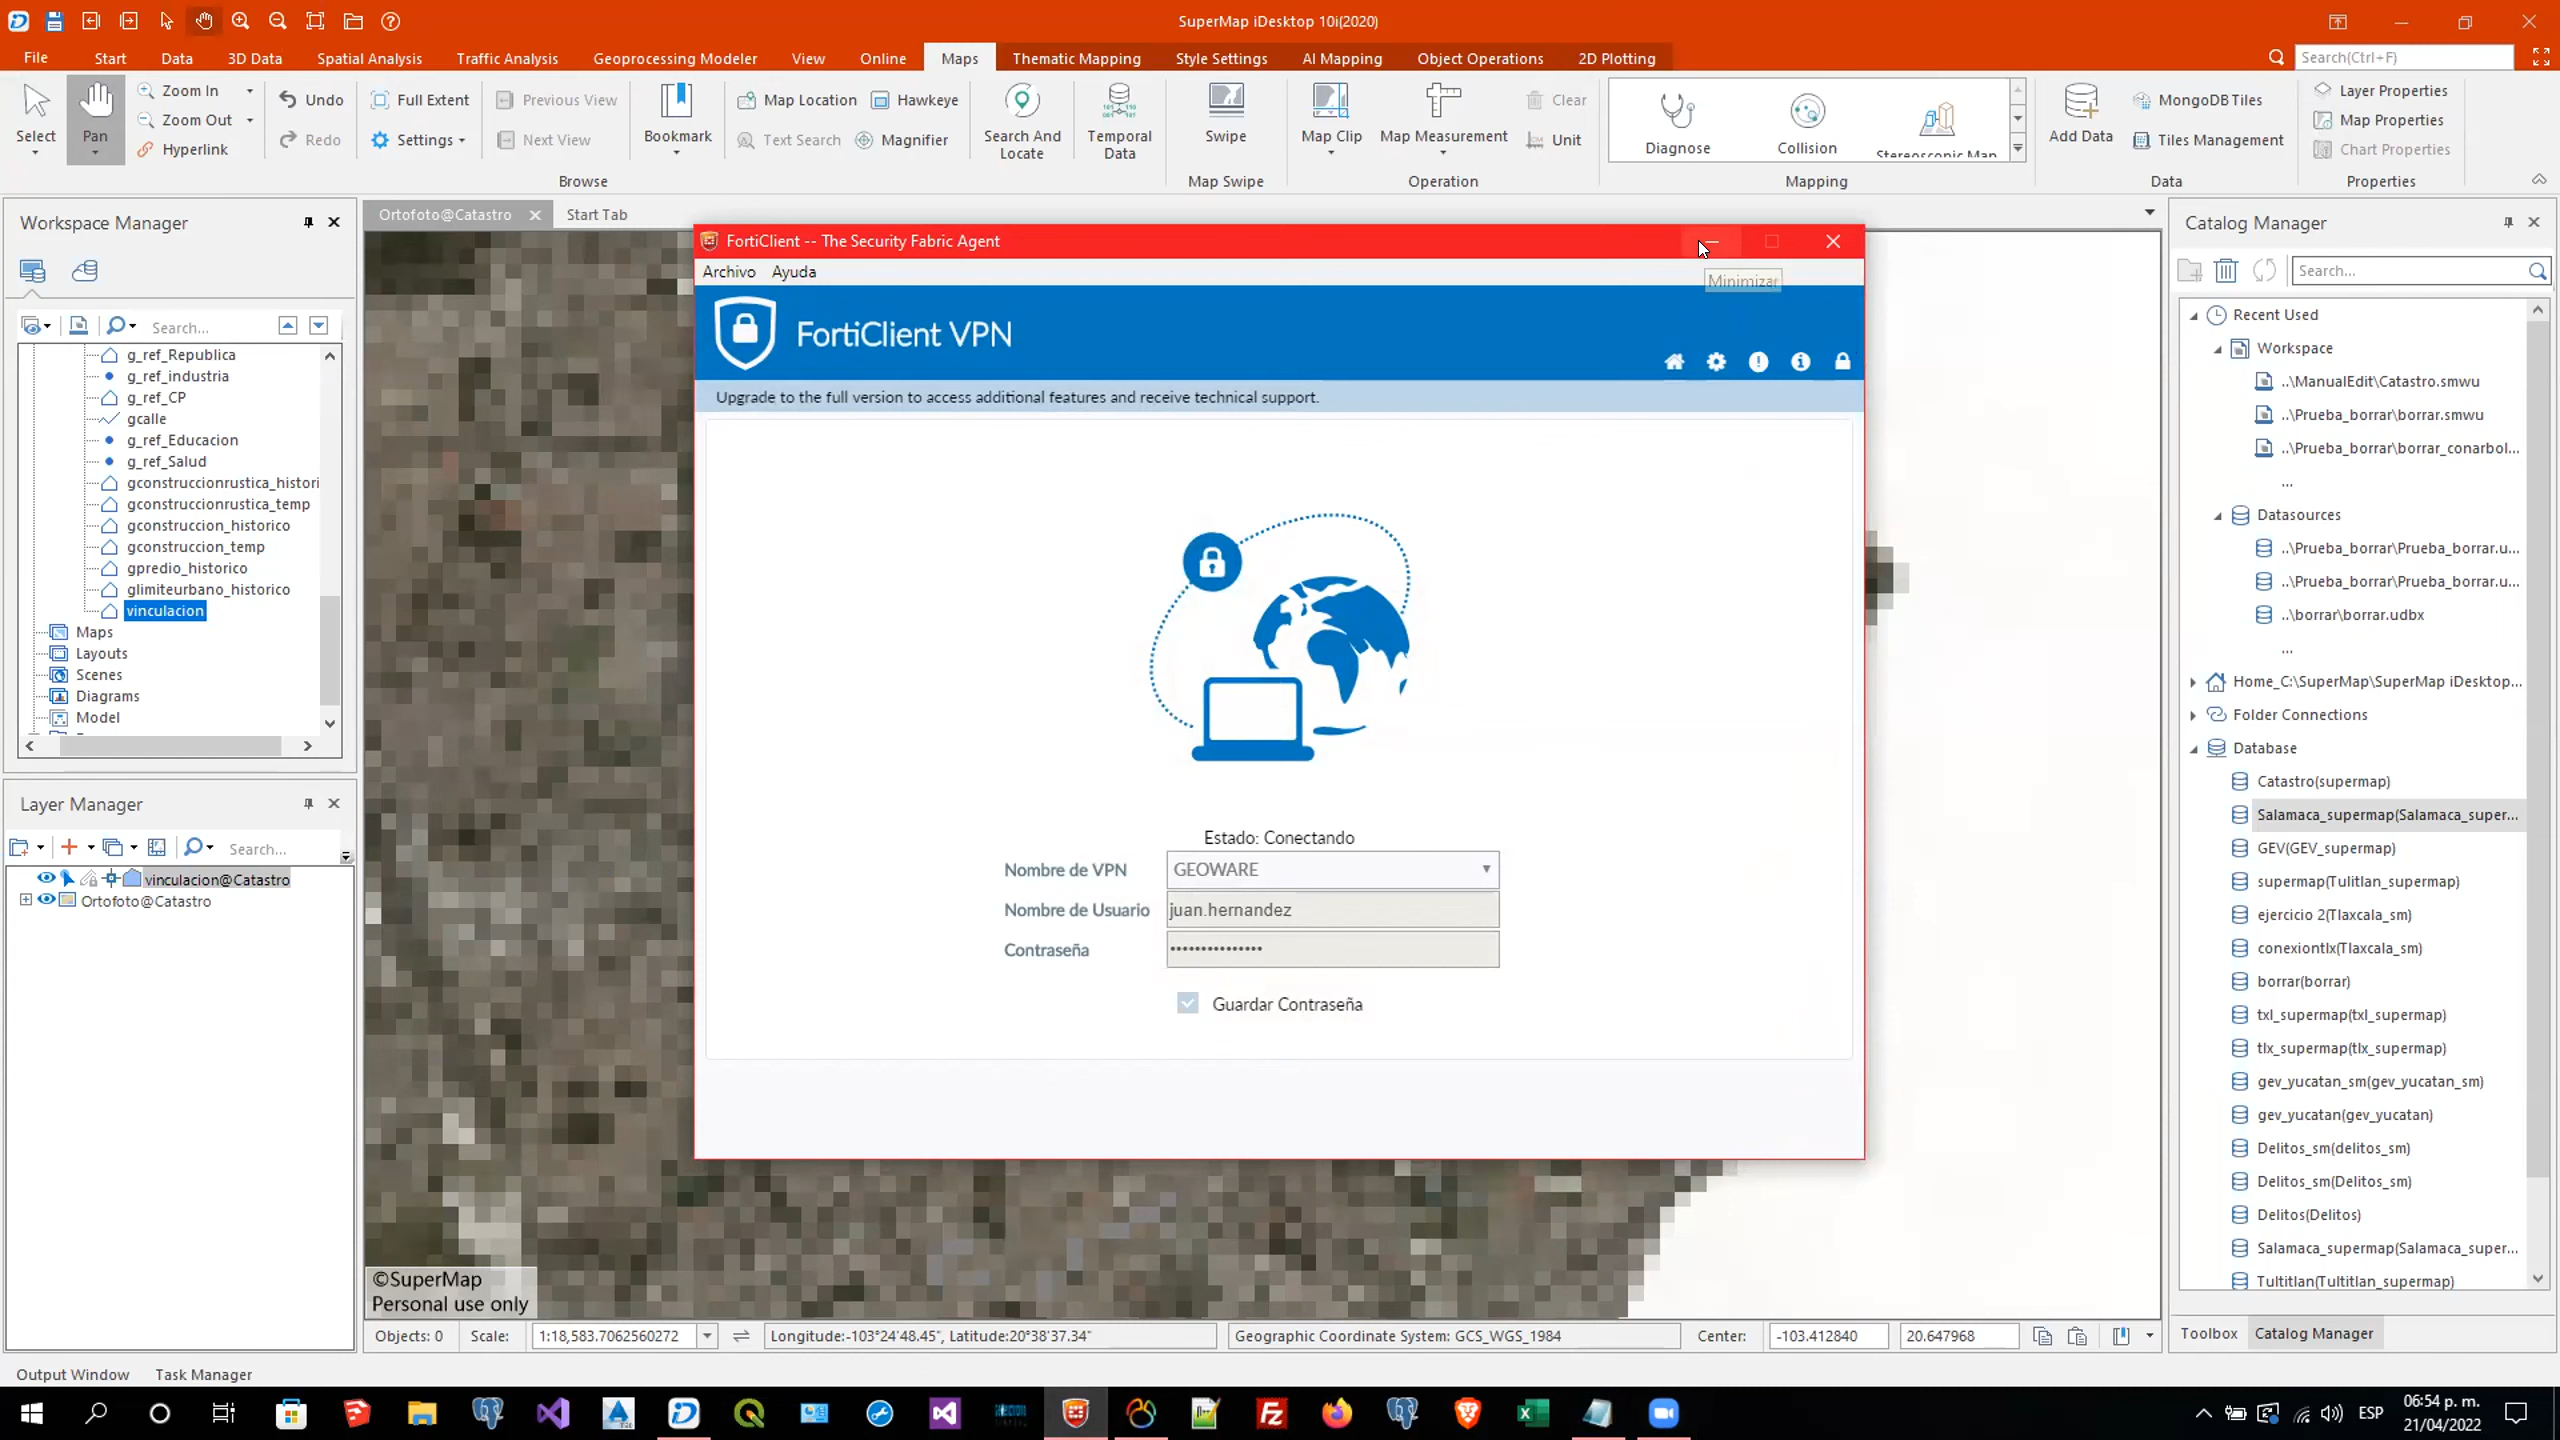 SuperMap iDesktop 10i(2020)
File
Start
Data
3D Data
Spatial Analysis
Traffic Analysis
Geoprocessing Modeler
View
Online
Maps
Thematic Mapping
Style Settings
AI Mapping
Object Operations
2D Plotting
Search(Ctrl+F)
Select
Pan
Zoom In
Zoom Out
Hyperlink
Undo
Redo
Full Extent
Settings
Previous View
Next View
Browse
Bookmark
Map Location
Hawkeye
Text Search
Magnifier
Search And
Locate
Temporal
Data
Swipe
Map Swipe
Map Clip
Map Measurement
Clear
Unit
Operation
Diagnose
Collision
Stereoscopic Map
Mapping
Add Data
MongoDB Tiles
Tiles Management
Data
Layer Properties
Map Properties
Chart Properties
Properties
Workspace Manager
Search...
g_ref_Republica
g_ref_industria
g_ref_CP
gcalle
g_ref_Educacion
g_ref_Salud
gconstruccionrustica_histori
gconstruccionrustica_temp
gconstruccion_historico
gconstruccion_temp
gpredio_historico
glimiteurbano_historico
vinculacion
Maps
Layouts
Scenes
Diagrams
Model
Layer Manager
Search...
vinculacion@Catastro
Ortofoto@Catastro
Ortofoto@Catastro
Start Tab
FortiClient -- The Security Fabric Agent
Minimizar
Archivo
Ayuda
FortiClient VPN
Upgrade to the full version to access additional features and receive technical support.
Estado: Conectando
Nombre de VPN
GEOWARE
Nombre de Usuario
juan.hernandez
Contraseña
•••••••••••••••
Guardar Contraseña
©SuperMap
Personal use only
Objects: 0
Scale:
1:18,583.7062560272
Longitude:-103°24'48.45", Latitude:20°38'37.34"
Geographic Coordinate System: GCS_WGS_1984
Center:
-103.412840
20.647968
Catalog Manager
Search...
Recent Used
Workspace
..\ManualEdit\Catastro.smwu
..\Prueba_borrar\borrar.smwu
..\Prueba_borrar\borrar_conarbol...
...
Datasources
..\Prueba_borrar\Prueba_borrar.u...
..\Prueba_borrar\Prueba_borrar.u...
..\borrar\borrar.udbx
...
Home_C:\SuperMap\SuperMap iDesktop...
Folder Connections
Database
Catastro(supermap)
Salamaca_supermap(Salamaca_super...
GEV(GEV_supermap)
supermap(Tulitlan_supermap)
ejercicio 2(Tlaxcala_sm)
conexiontlx(Tlaxcala_sm)
borrar(borrar)
txl_supermap(txl_supermap)
tlx_supermap(tlx_supermap)
gev_yucatan_sm(gev_yucatan_sm)
gev_yucatan(gev_yucatan)
Delitos_sm(delitos_sm)
Delitos_sm(Delitos_sm)
Delitos(Delitos)
Salamaca_supermap(Salamaca_super...
Tultitlan(Tultitlan_supermap)
Toolbox
Catalog Manager
Output Window
Task Manager
ESP
06:54 p. m.
21/04/2022